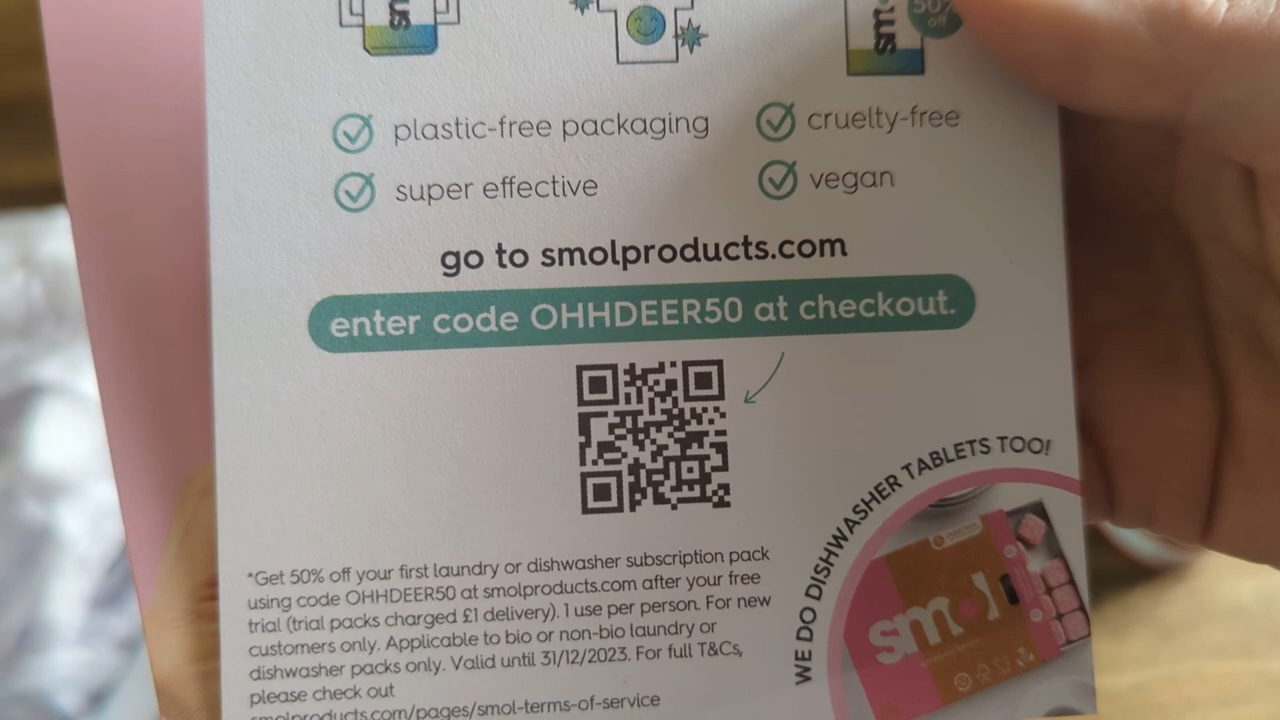 sm
50%
off
sm
plastic-free packaging
cruelty-free
super effective
vegan
go to smolproducts.com
enter code OHHDEER50 at checkout.
WE DO DISHWASHER TABLETS TOO!
*Get 50% off your first laundry or dishwasher subscription pack
using code OHHDEER50 at smolproducts.com after your free
trial (trial packs charged £1 delivery). 1 use per person. For new
customers only. Applicable to bio or non-bio laundry or
dishwasher packs only. Valid until 31/12/2023. For full T&Cs,
please check out
smolproducts.com/pages/smol-terms-of-service
smol